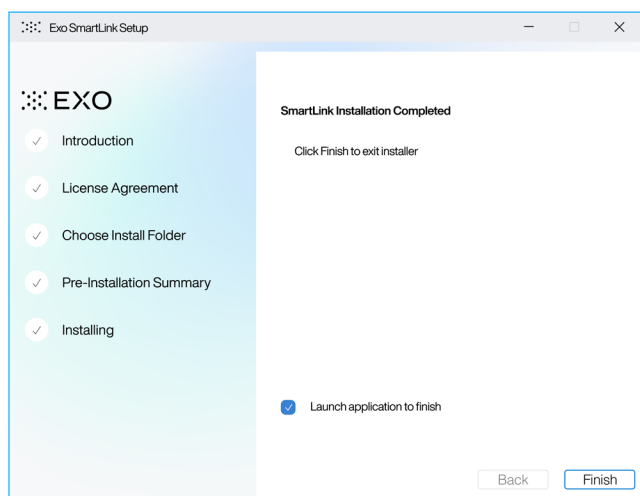 Exo SmartLink Setup
EXO
Introduction
License Agreement
Choose Install Folder
Pre-Installation Summary
Installing
SmartLink Installation Completed
Click Finish to exit installer
Launch application to finish
Back
Finish